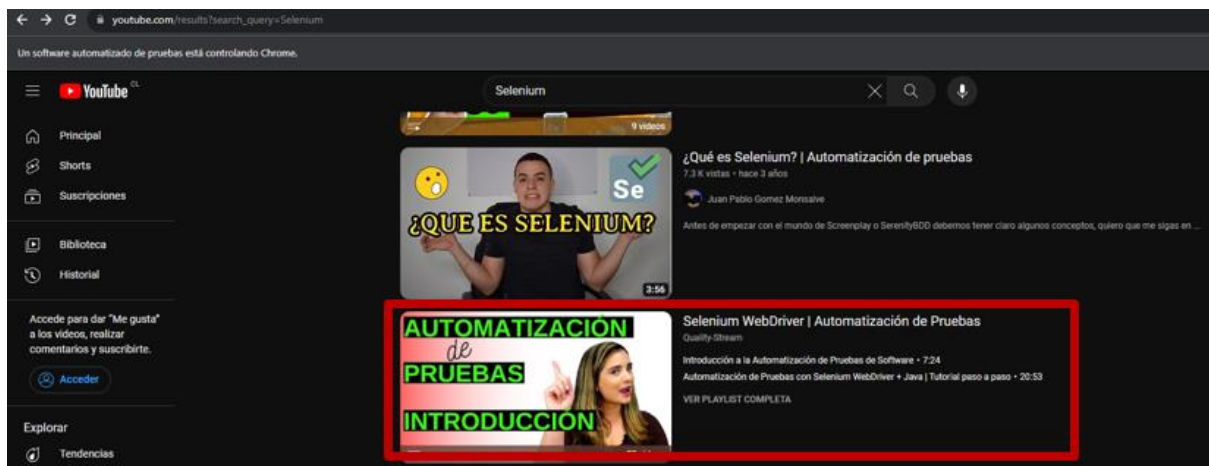 youtube.com/results?search_query=Selenium
Un software automatizado de pruebas está controlando Chrome.
YouTube CL
Selenium
Principal
Shorts
Suscripciones
Biblioteca
Historial
Accede para dar "Me gusta"
a los videos, realizar
comentarios y suscribirte.
Acceder
Explorar
Tendencias
9 videos
¿QUE ES SELENIUM?
Se
3:56
¿Qué es Selenium? | Automatización de pruebas
7.3 K vistas • hace 3 años
Juan Pablo Gomez Monsalve
Antes de empezar con el mundo de Screenplay o SerenityBDD debemos tener claro algunos conceptos, quiero que me sigas en ...
AUTOMATIZACIÓN
de
PRUEBAS
INTRODUCCIÓN
Selenium WebDriver | Automatización de Pruebas
Quality-Stream
Introducción a la Automatización de Pruebas de Software • 7:24
Automatización de Pruebas con Selenium WebDriver + Java | Tutorial paso a paso • 20:53
VER PLAYLIST COMPLETA